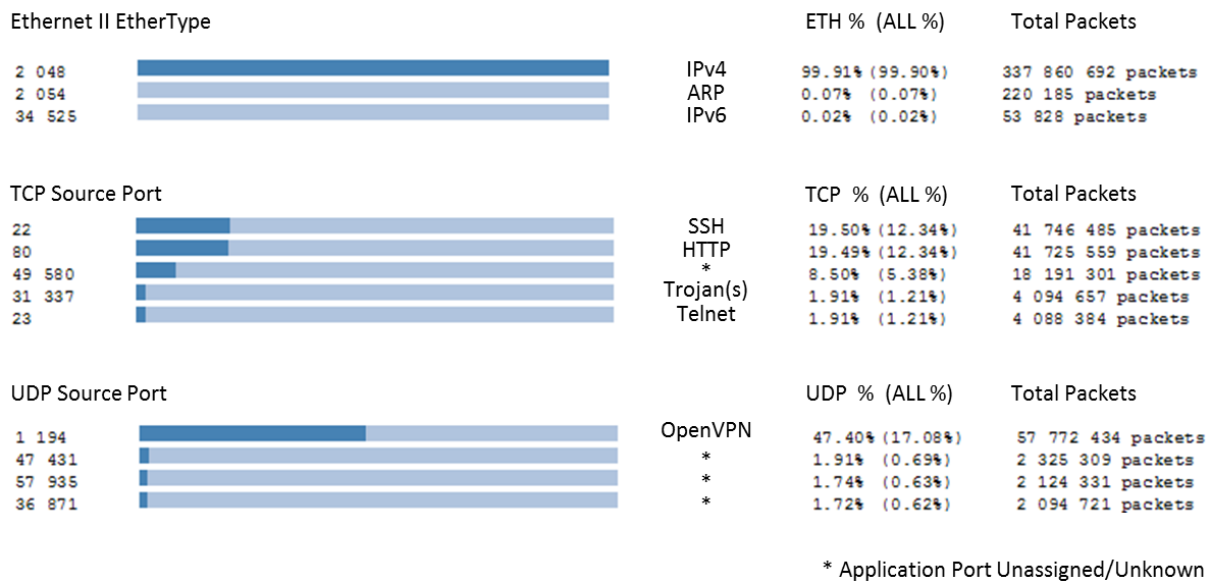 Ethernet II EtherType ETH % (ALL %) Total Packets
2 048 IPv4 99.91% (99.90%) 337 860 692 packets
2 054 ARP 0.07% (0.07%) 220 185 packets
34 525 IPv6 0.02% (0.02%) 53 828 packets
TCP Source Port TCP % (ALL %) Total Packets
22 SSH 19.50% (12.34%) 41 746 485 packets
80 HTTP 19.49% (12.34%) 41 725 559 packets
49 580 * 8.50% (5.38%) 18 191 301 packets
31 337 Trojan(s) 1.91% (1.21%) 4 094 657 packets
23 Telnet 1.91% (1.21%) 4 088 384 packets
UDP Source Port UDP % (ALL %) Total Packets
1 194 OpenVPN 47.40% (17.08%) 57 772 434 packets
47 431 * 1.91% (0.69%) 2 325 309 packets
57 935 * 1.74% (0.63%) 2 124 331 packets
36 871 * 1.72% (0.62%) 2 094 721 packets
* Application Port Unassigned/Unknown